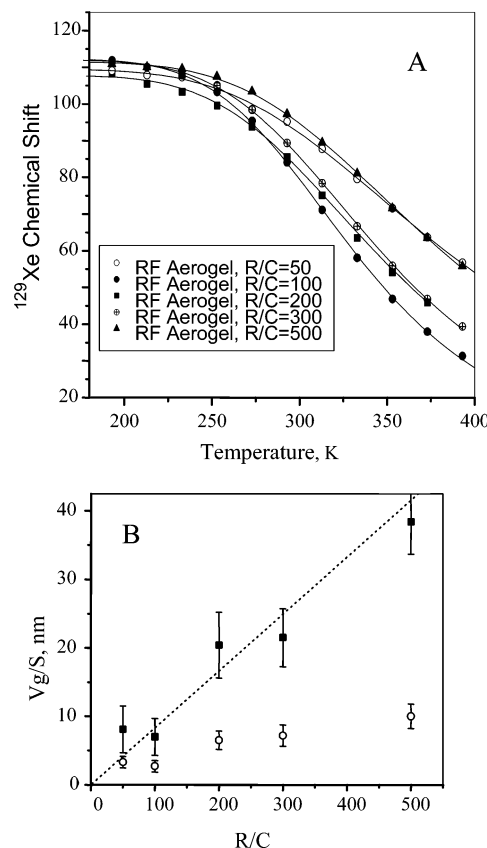 120
100
80
60
40
20
129Xe Chemical Shift
A
RF Aerogel, R/C=50
RF Aerogel, R/C=100
RF Aerogel, R/C=200
RF Aerogel, R/C=300
RF Aerogel, R/C=500
200 250 300 350 400
Temperature, K
B
40
30
20
10
0
Vg/S, nm
0 100 200 300 400 500
R/C